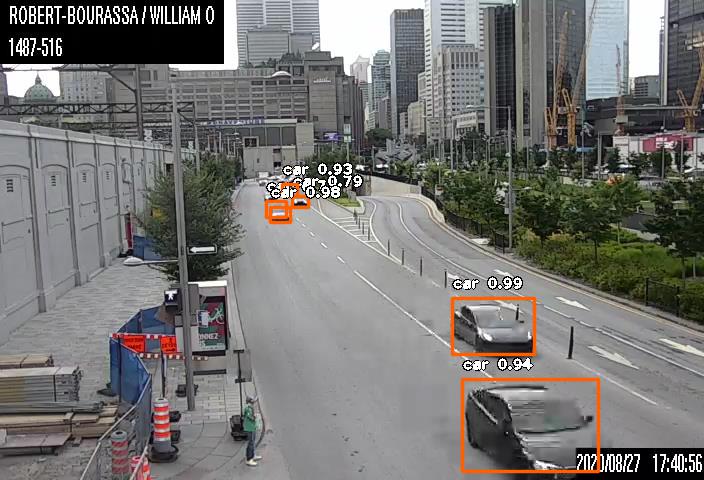 ROBERT-BOURASSA / WILLIAM O
1487-516
car 0.93
car 0.79
car 0.98
car 0.99
car 0.94
2020/08/27 17:40:56